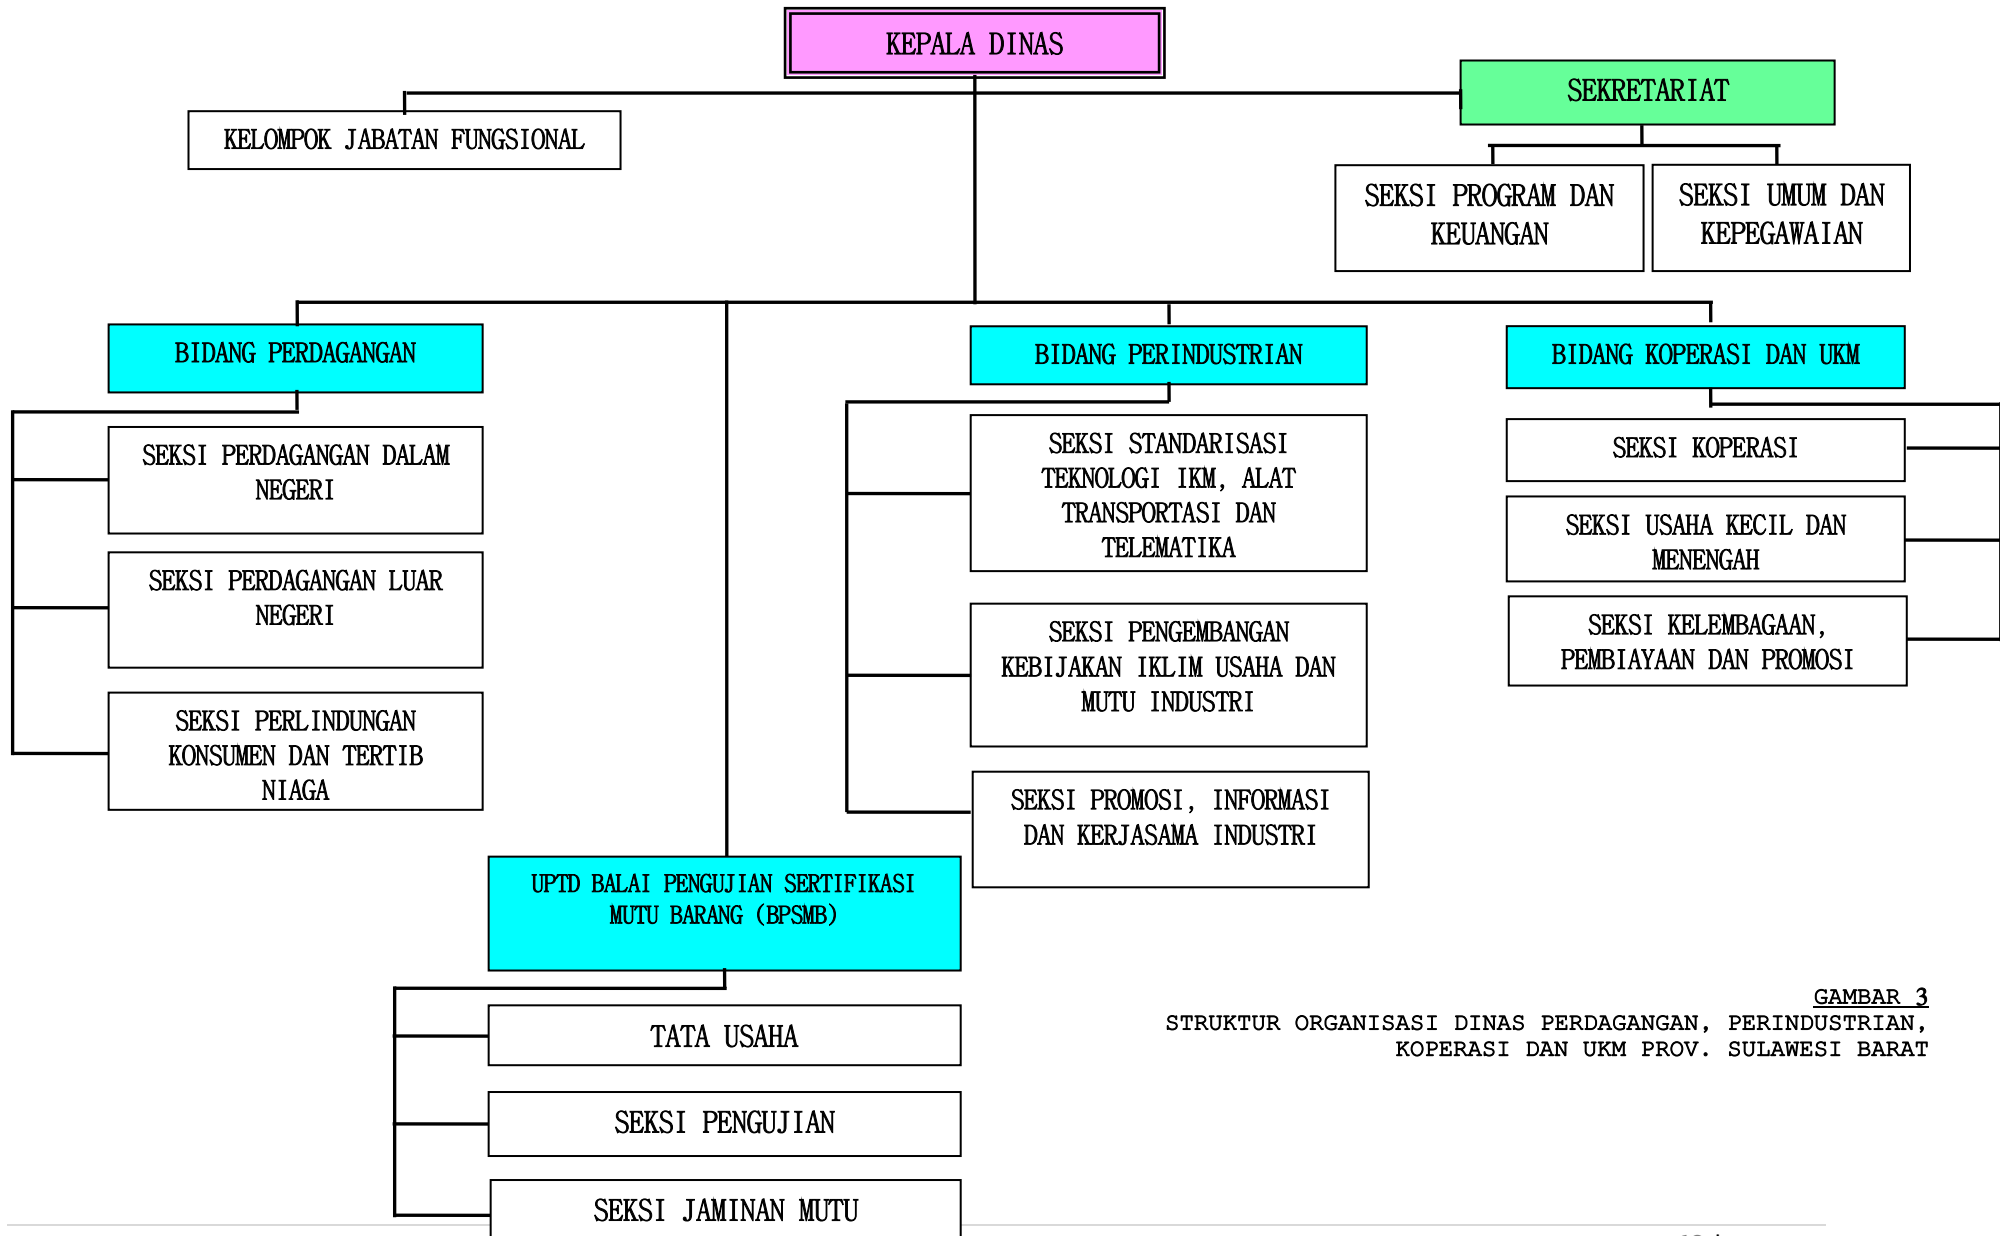 KEPALA DINAS
SEKRETARIAT
KELOMPOK JABATAN FUNGSIONAL
SEKSI PROGRAM DAN
KEUANGAN
SEKSI UMUM DAN
KEPEGAWAIAN
BIDANG PERDAGANGAN
SEKSI PERDAGANGAN DALAM
NEGERI
SEKSI PERDAGANGAN LUAR
NEGERI
SEKSI PERLINDUNGAN
KONSUMEN DAN TERTIB
NIAGA
BIDANG PERINDUSTRIAN
SEKSI STANDARISASI
TEKNOLOGI IKM, ALAT
TRANSPORTASI DAN
TELEMATIKA
SEKSI PENGEMBANGAN
KEBIJAKAN IKLIM USAHA DAN
MUTU INDUSTRI
SEKSI PROMOSI, INFORMASI
DAN KERJASAMA INDUSTRI
BIDANG KOPERASI DAN UKM
SEKSI KOPERASI
SEKSI USAHA KECIL DAN
MENENGAH
SEKSI KELEMBAGAAN,
PEMBIAYAAN DAN PROMOSI
UPTD BALAI PENGUJIAN SERTIFIKASI
MUTU BARANG (BPSMB)
TATA USAHA
SEKSI PENGUJIAN
SEKSI JAMINAN MUTU
GAMBAR 3
STRUKTUR ORGANISASI DINAS PERDAGANGAN, PERINDUSTRIAN,
KOPERASI DAN UKM PROV. SULAWESI BARAT